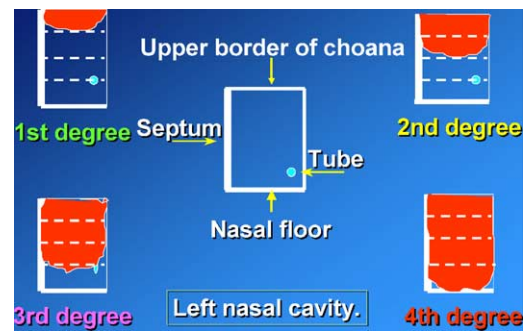 Upper border of choana
1st degree
Septum
2nd degree
Tube
Nasal floor
3rd degree
Left nasal cavity.
4th degree